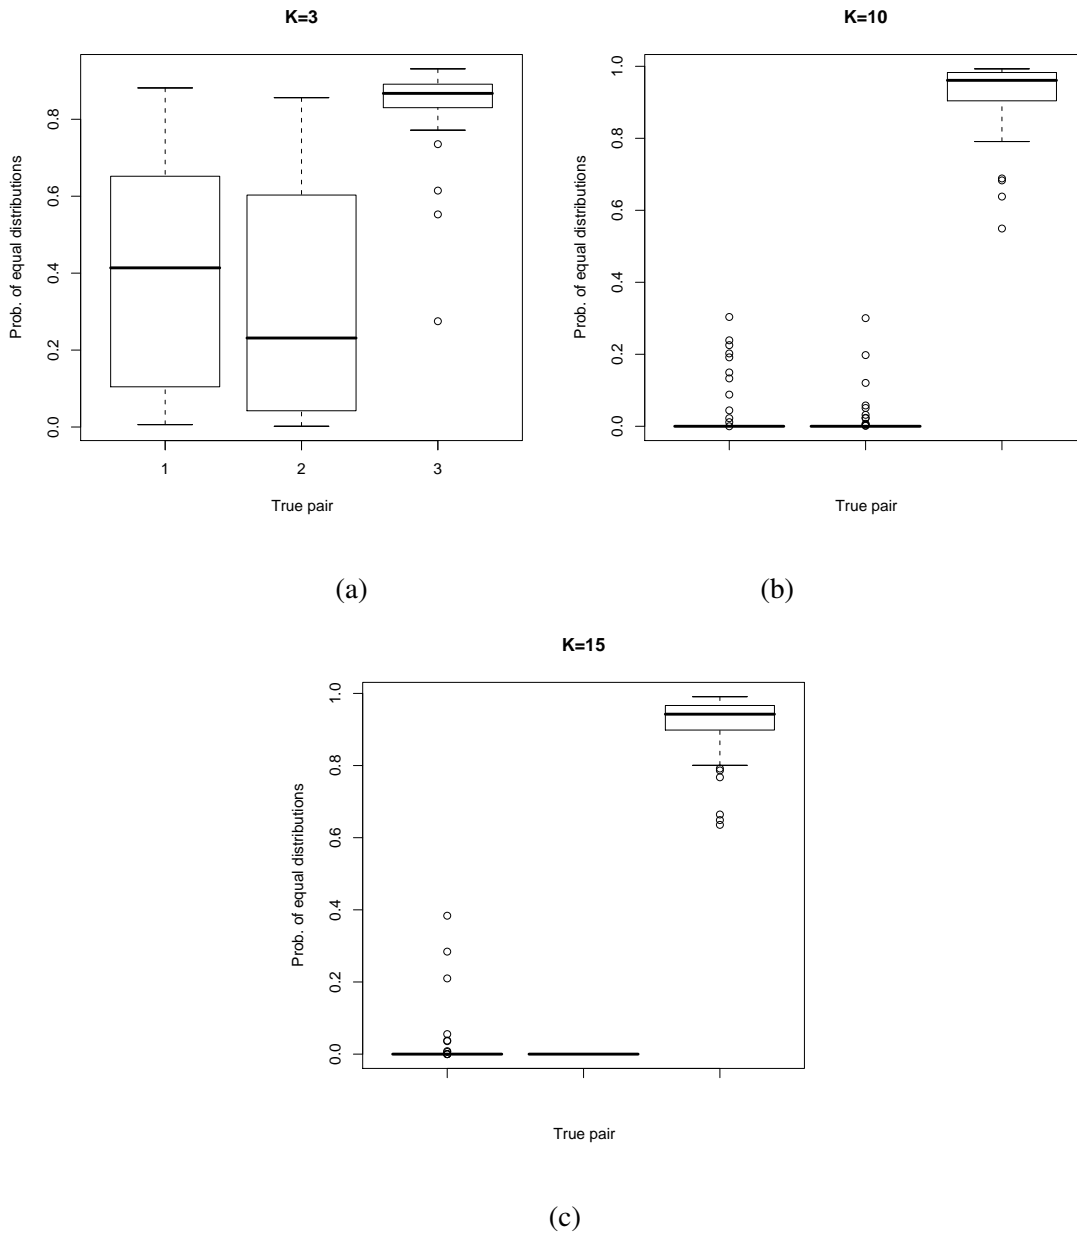 K=3
Prob. of equal distributions
0.0 0.2 0.4 0.6 0.8
1 2 3
True pair
(a)
K=10
Prob. of equal distributions
0.0 0.2 0.4 0.6 0.8 1.0
True pair
(b)
K=15
Prob. of equal distributions
0.0 0.2 0.4 0.6 0.8 1.0
True pair
(c)